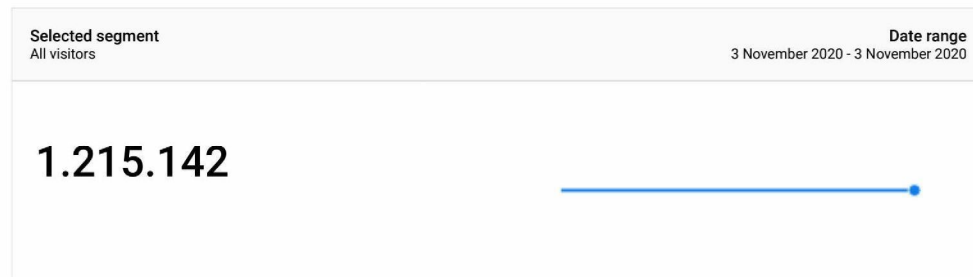 Selected segment
All visitors
Date range
3 November 2020 - 3 November 2020
1.215.142